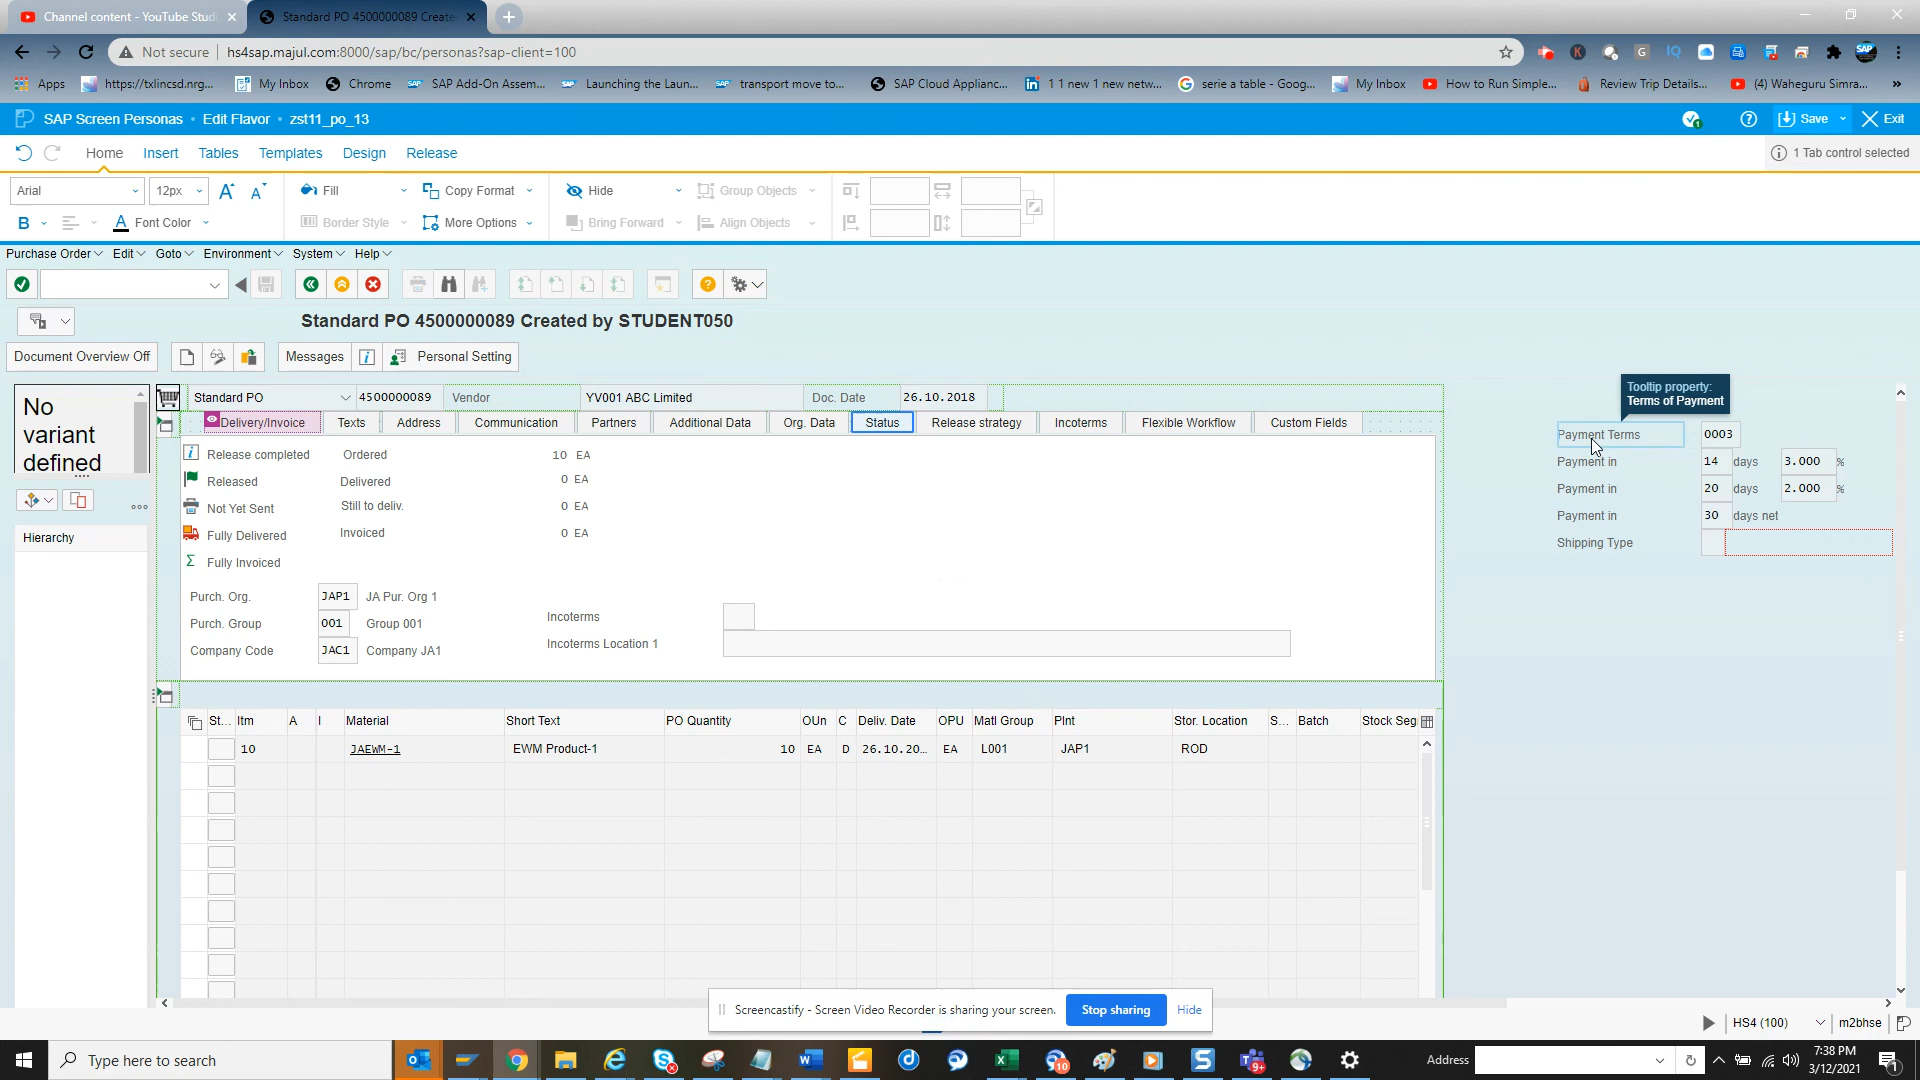 Channel content - YouTube Studi
Standard PO 4500000089 Create
Not secure hs4sap.majul.com:8000/sap/bc/personas?sap-client=100
Apps https://txlincsd.nrg... My Inbox Chrome SAP Add-On Assem... Launching the Laun... transport move to... SAP Cloud Applianc... 1 1 new 1 new netw... serie a table - Goog... My Inbox How to Run Simple... Review Trip Details... (4) Waheguru Simra... »
SAP Screen Personas • Edit Flavor • zst11_po_13 Save Exit
Home Insert Tables Templates Design Release 1 Tab control selected
Arial 12px A A Fill Copy Format Hide Group Objects
B A Font Color Border Style More Options Bring Forward Align Objects
Purchase Order Edit Goto Environment System Help
Standard PO 4500000089 Created by STUDENT050
Document Overview Off Messages Personal Setting
No variant defined
Hierarchy
Standard PO 4500000089 Vendor YV001 ABC Limited Doc. Date 26.10.2018
Delivery/Invoice Texts Address Communication Partners Additional Data Org. Data Status Release strategy Incoterms Flexible Workflow Custom Fields
Release completed Ordered 10 EA
Released Delivered 0 EA
Not Yet Sent Still to deliv. 0 EA
Fully Delivered Invoiced 0 EA
Σ Fully Invoiced
Purch. Org. JAP1 JA Pur. Org 1
Purch. Group 001 Group 001
Company Code JAC1 Company JA1
Incoterms
Incoterms Location 1
Tooltip property:
Terms of Payment
Payment Terms 0003
Payment in 14 days 3.000 %
Payment in 20 days 2.000 %
Payment in 30 days net
Shipping Type
St... Itm A I Material Short Text PO Quantity OUn C Deliv. Date OPU Matl Group Plnt Stor. Location S... Batch Stock Seg
10 JAEWM-1 EWM Product-1 10 EA D 26.10.20... EA L001 JAP1 ROD
Screencastify - Screen Video Recorder is sharing your screen. Stop sharing Hide
HS4 (100) m2bhse
Type here to search
10
9+
Address
7:38 PM
3/12/2021
1